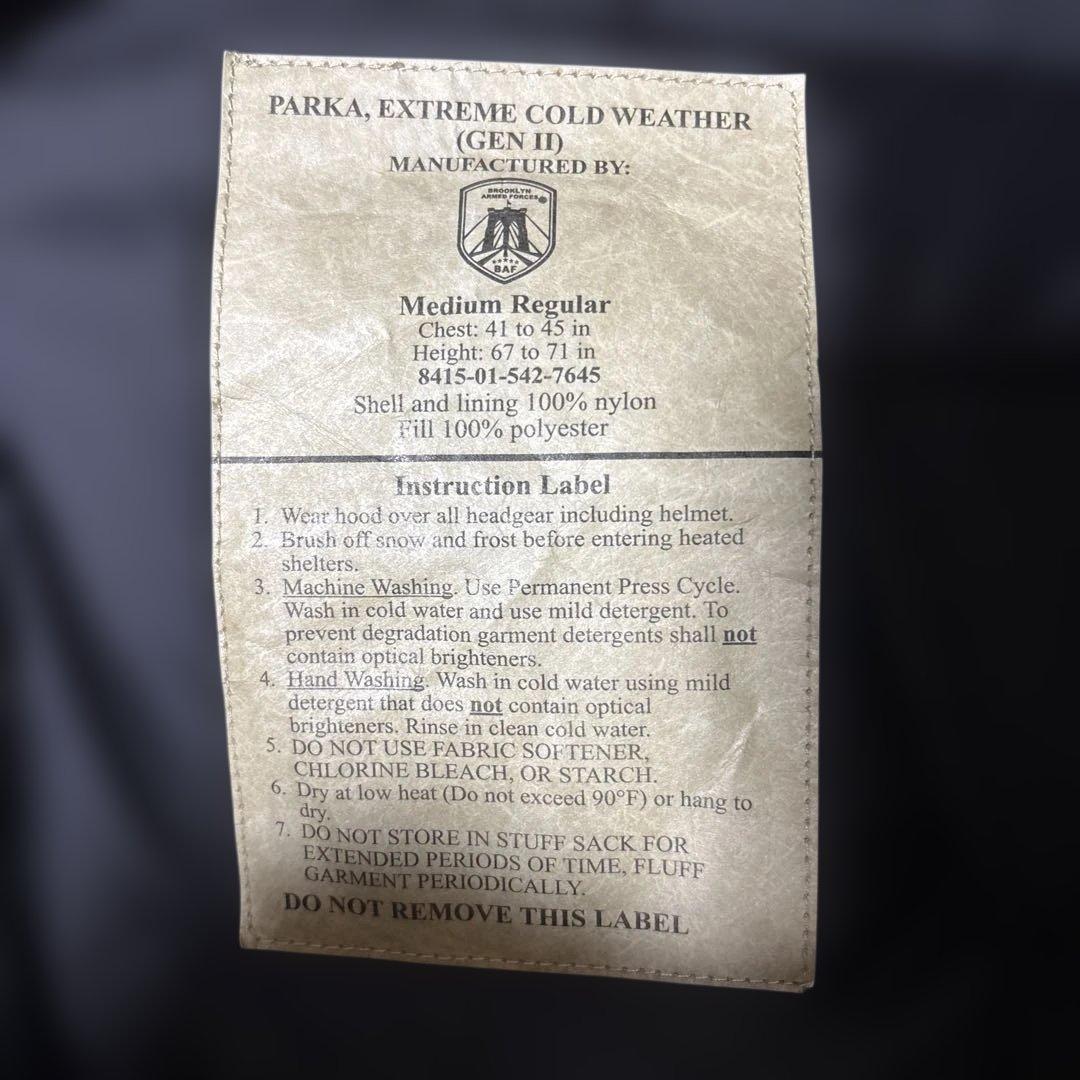 PARKA, EXTREME COLD WEATHER
(GEN II)
MANUFACTURED BY:
BROOKLYN
ARMED FORCES
BAF
Medium Regular
Chest: 41 to 45 in
Height: 67 to 71 in
8415-01-542-7645
Shell and lining 100% nylon
Fill 100% polyester
Instruction Label
1. Wear hood over all headgear including helmet.
2. Brush off snow and frost before entering heated
shelters.
3. Machine Washing. Use Permanent Press Cycle.
Wash in cold water and use mild detergent. To
prevent degradation garment detergents shall not
contain optical brighteners.
4. Hand Washing. Wash in cold water using mild
detergent that does not contain optical
brighteners. Rinse in clean cold water.
5. DO NOT USE FABRIC SOFTENER,
CHLORINE BLEACH, OR STARCH.
6. Dry at low heat (Do not exceed 90°F) or hang to
dry.
7. DO NOT STORE IN STUFF SACK FOR
EXTENDED PERIODS OF TIME, FLUFF
GARMENT PERIODICALLY.
DO NOT REMOVE THIS LABEL